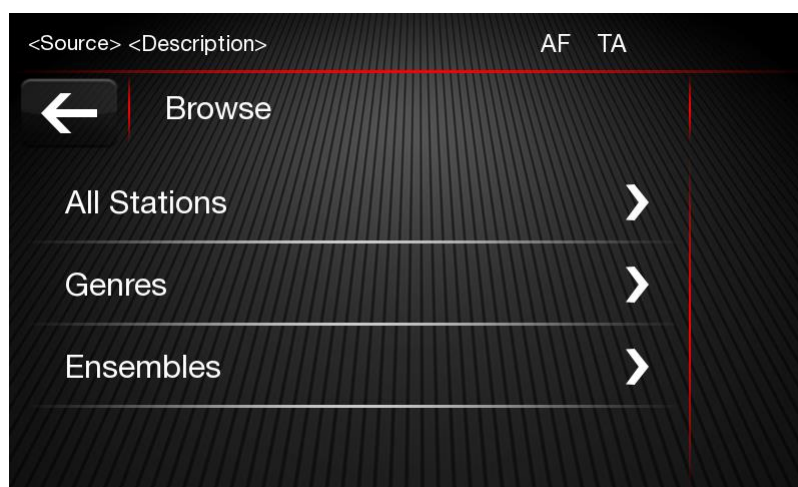 <Source> <Description> AF TA
Browse
All Stations
Genres
Ensembles